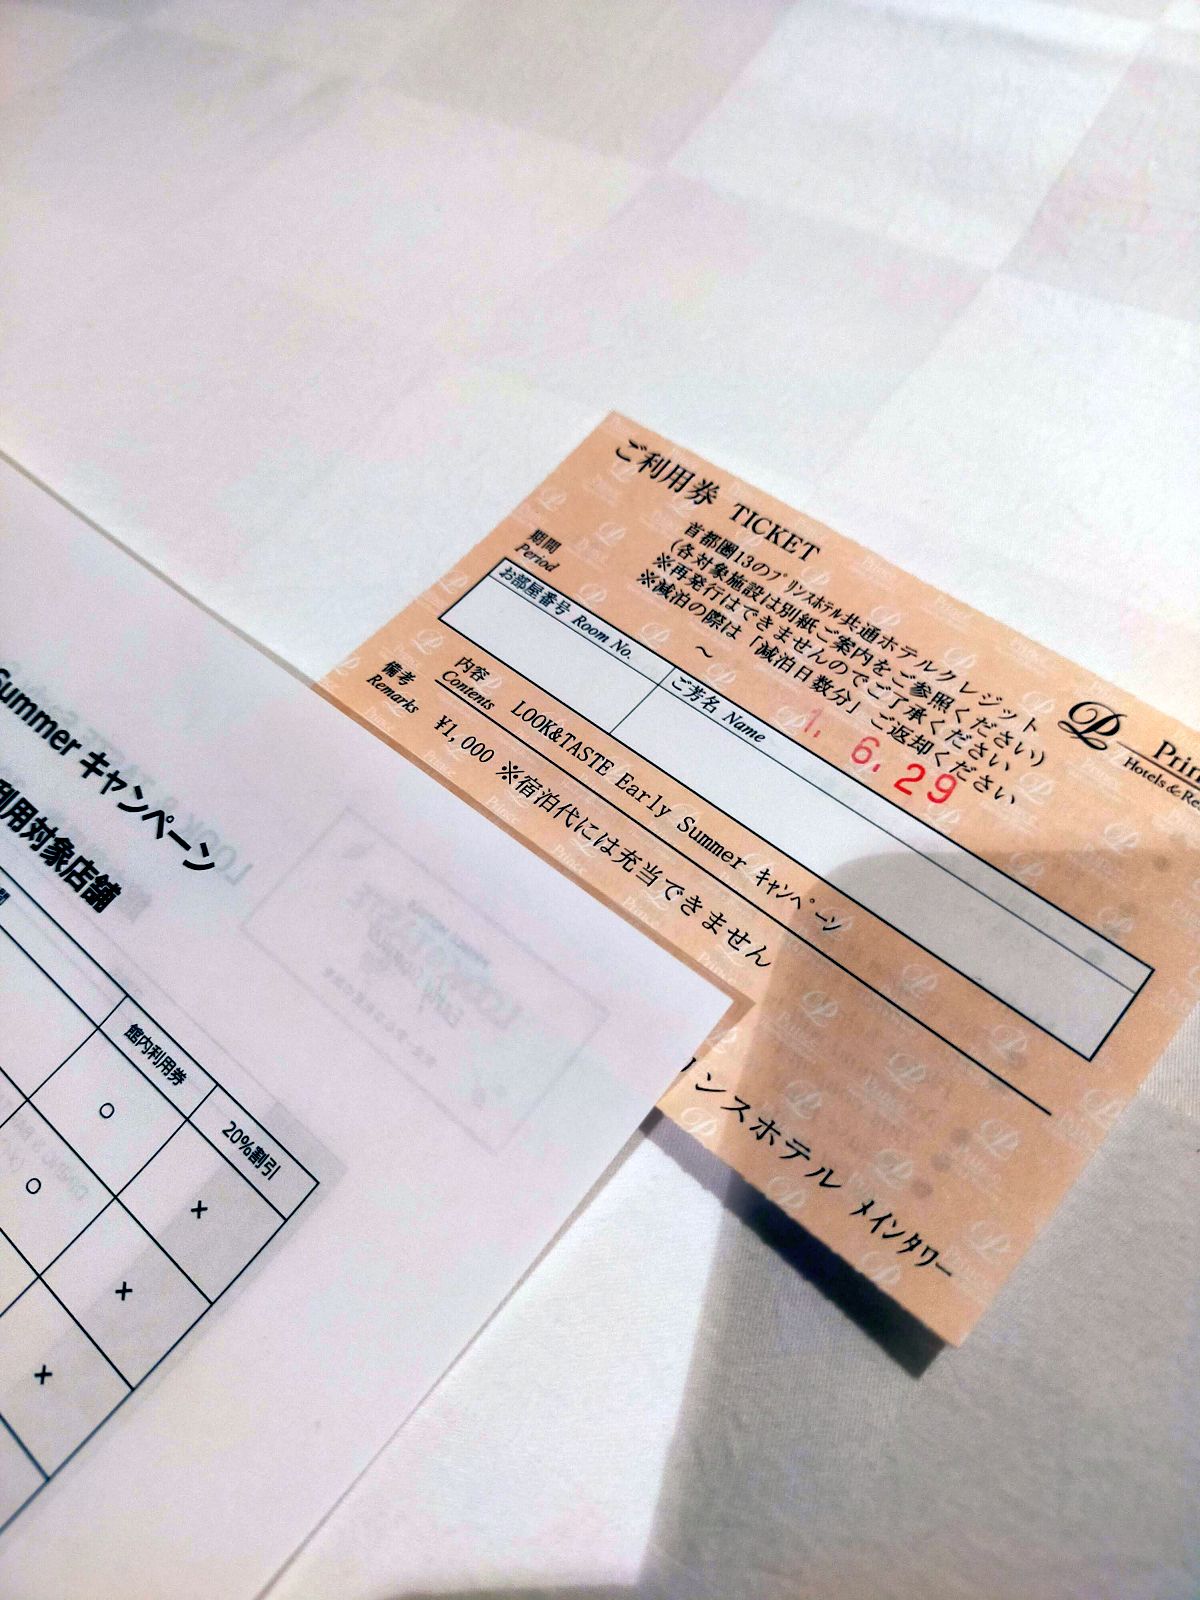 ご利用券 TICKET
首都圏13のﾌﾟﾘﾝｽﾎﾃﾙ共通ホテルクレジット
(各対象施設は別紙ご案内をご参照ください)
※再発行はできませんのでご了承ください
※減泊の際は「減泊日数分」ご返却ください
期間
Period
～
1. 6. 29
Prin
Hotels & Re
お部屋番号 Room No.
ご芳名 Name
内容
Contents
LOOK&TASTE Early Summer ｷｬﾝﾍﾟｰﾝ
備考
Remarks
¥1,000 ※宿泊代には充当できません
リンスホテル ﾒｲﾝﾀﾜｰ
Summer キャンペーン
利用対象店舗
館内利用券
20%割引
○
×
○
×
×